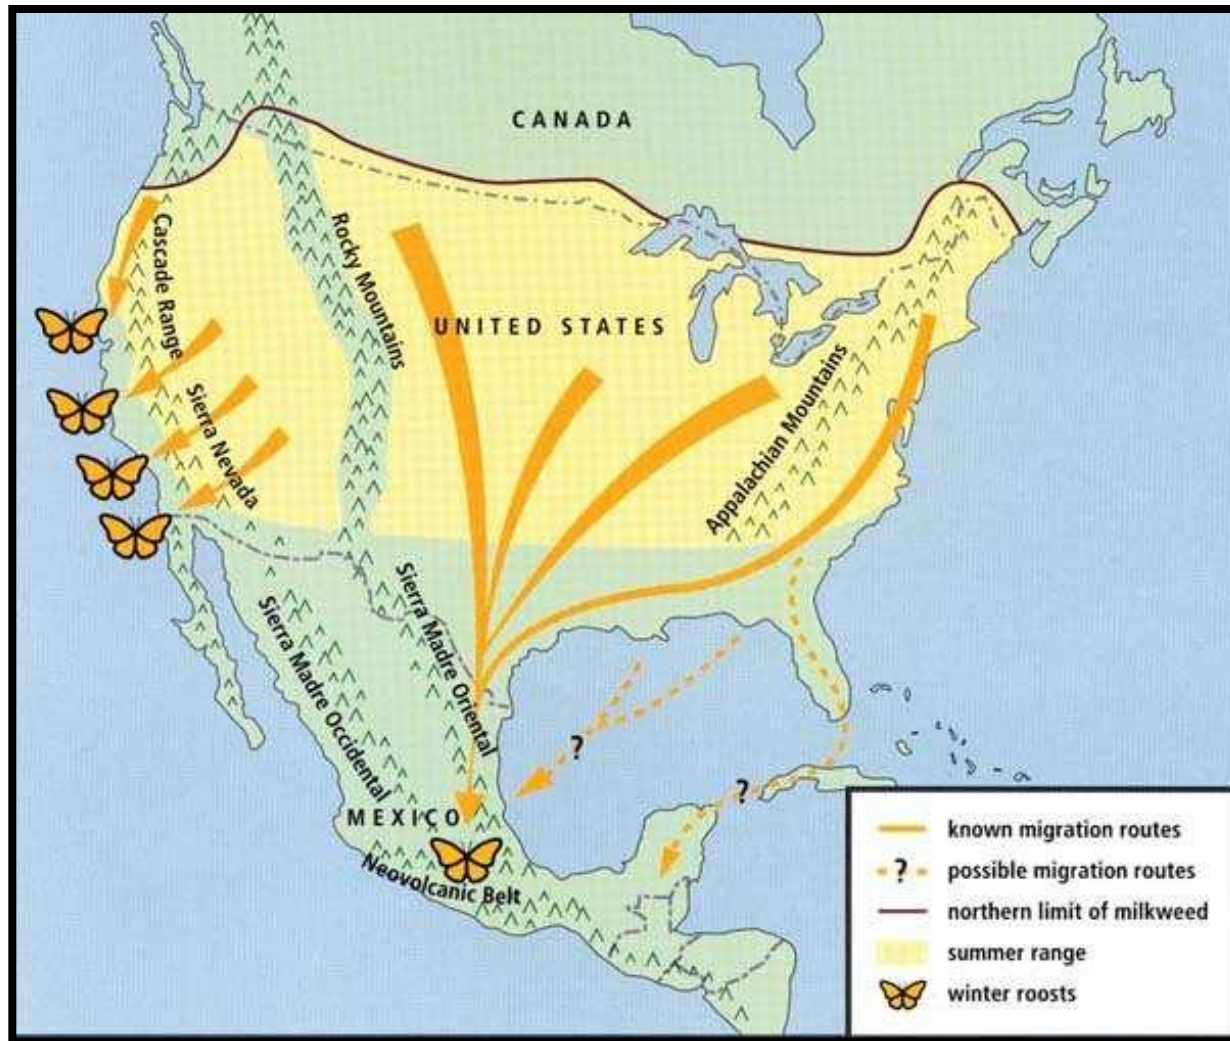 CANADA
Cascade Range
Rocky Mountains
UNITED STATES
Sierra Nevada
Appalachian Mountains
Sierra Madre Occidental
Sierra Madre Oriental
?
?
MEXICO
Neovolcanic Belt
known migration routes
? possible migration routes
northern limit of milkweed
summer range
winter roosts